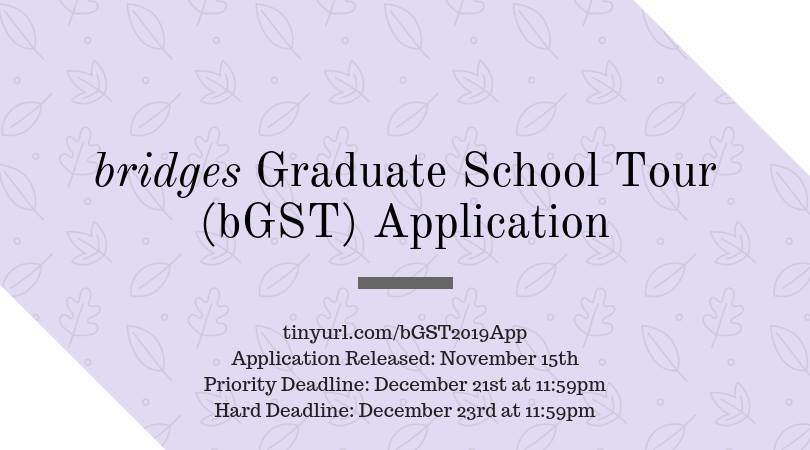 bridges Graduate School Tour
(bGST) Application
tinyurl.com/bGST2019App
Application Released: November 15th
Priority Deadline: December 21st at 11:59pm
Hard Deadline: December 23rd at 11:59pm